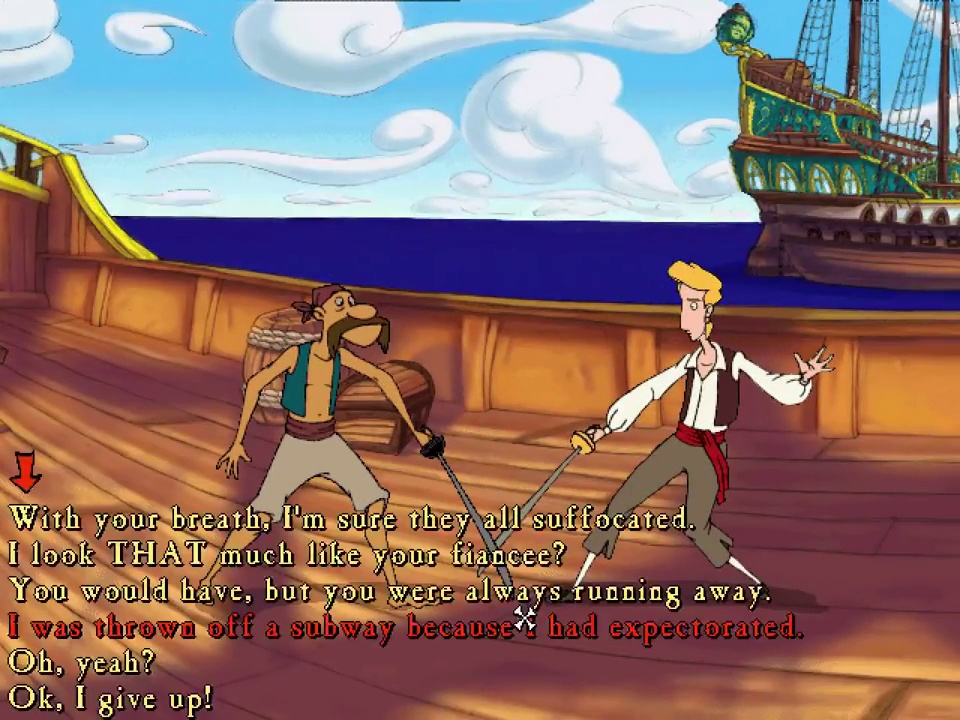 With your breath, I'm sure they all suffocated.
I look THAT much like your fiancee?
You would have, but you were always running away.
I was thrown off a subway because I had expectorated.
Oh, yeah?
Ok, I give up!